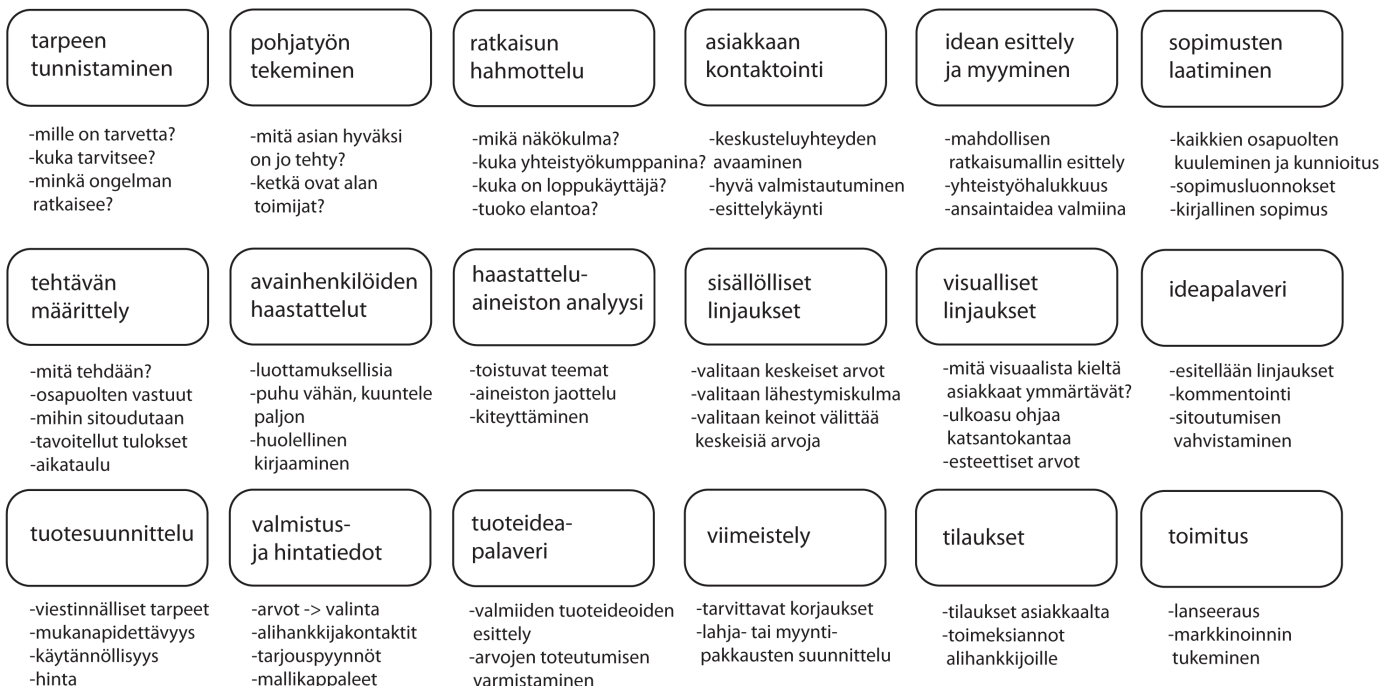 tarpeen
tunnistaminen
-mille on tarvetta?
-kuka tarvitsee?
-minkä ongelman
ratkaisee?
pohjatyön
tekeminen
-mitä asian hyväksi
on jo tehty?
-ketkä ovat alan
toimijat?
ratkaisun
hahmottelu
-mikä näkökulma?
-kuka yhteistyökumppanina?
-kuka on loppukäyttäjä?
-tuoko elantoa?
asiakkaan
kontaktointi
-keskusteluyhteyden
avaaminen
-hyvä valmistautuminen
-esittelykäynti
idean esittely
ja myyminen
-mahdollisen
ratkaisumallin esittely
-yhteistyöhalukkuus
-ansaintaidea valmiina
sopimusten
laatiminen
-kaikkien osapuolten
kuuleminen ja kunnioitus
-sopimusluonnokset
-kirjallinen sopimus
tehtävän
määrittely
-mitä tehdään?
-osapuolten vastuut
-mihin sitoudutaan
-tavoitellut tulokset
-aikataulu
avainhenkilöiden
haastattelut
-luottamuksellisia
-puhu vähän, kuuntele
paljon
-huolellinen
kirjaaminen
haastattelu-
aineiston analyysi
-toistuvat teemat
-aineiston jaottelu
-kiteyttäminen
sisällölliset
linjaukset
-valitaan keskeiset arvot
-valitaan lähestymiskulma
-valitaan keinot välittää
keskeisiä arvoja
visualliset
linjaukset
-mitä visuaalista kieltä
asiakkaat ymmärtävät?
-ulkoasu ohjaa
katsantokantaa
-esteettiset arvot
ideapalaveri
-esitellään linjaukset
-kommentointi
-sitoutumisen
vahvistaminen
tuotesuunnittelu
-viestinnälliset tarpeet
-mukanapidettävyys
-käytännöllisyys
-hinta
valmistus-
ja hintatiedot
-arvot -> valinta
-alihankkijakontaktit
-tarjouspyynnöt
-mallikappaleet
tuoteidea-
palaveri
-valmiiden tuoteideoiden
esittely
-arvojen toteutumisen
varmistaminen
viimeistely
-tarvittavat korjaukset
-lahja- tai myynti-
pakkausten suunnittelu
tilaukset
-tilaukset asiakkaalta
-toimeksiannot
alihankkijoille
toimitus
-lanseeraus
-markkinoinnin
tukeminen